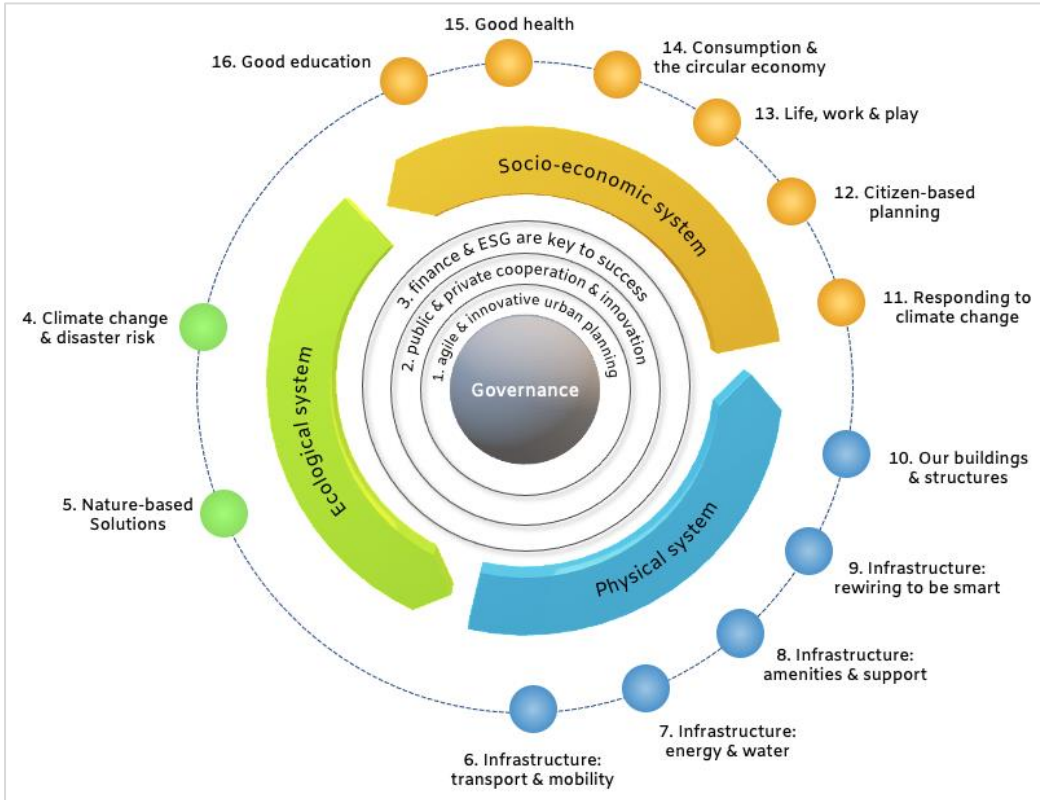 15. Good health
16. Good education
14. Consumption &
the circular economy
13. Life, work & play
12. Citizen-based
planning
11. Responding to
climate change
10. Our buildings
& structures
9. Infrastructure:
rewiring to be smart
8. Infrastructure:
amenities & support
7. Infrastructure:
energy & water
6. Infrastructure:
transport & mobility
5. Nature-based
Solutions
4. Climate change
& disaster risk
Socio-economic system
Ecological system
Physical system
3. finance & ESG are key to success
2. public & private cooperation & innovation
1. agile & innovative urban planning
Governance